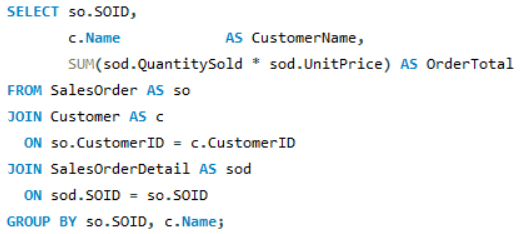 SELECT so.SOID,
       c.Name            AS CustomerName,
       SUM(sod.QuantitySold * sod.UnitPrice) AS OrderTotal
FROM SalesOrder AS so
JOIN Customer AS c
  ON so.CustomerID = c.CustomerID
JOIN SalesOrderDetail AS sod
  ON sod.SOID = so.SOID
GROUP BY so.SOID, c.Name;